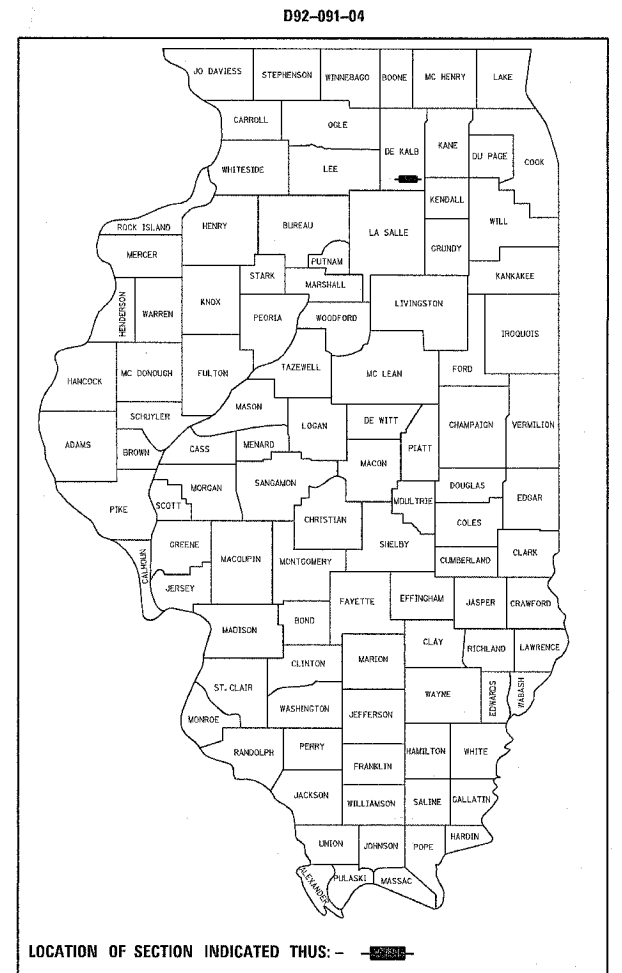 D92-091-04
JO DAVIESS STEPHENSON WINNEBAGO BOONE MC HENRY LAKE
CARROLL OGLE DE KALB KANE DU PAGE COOK
WHITESIDE LEE
KENDALL WILL
ROCK ISLAND HENRY BUREAU LA SALLE GRUNDY
MERCER PUTNAM KANKAKEE
STARK MARSHALL
HENDERSON WARREN KNOX PEORIA WOODFORD LIVINGSTON IROQUOIS
HANCOCK MC DONOUGH FULTON TAZEWELL MC LEAN FORD
SCHUYLER MASON LOGAN DE WITT CHAMPAIGN VERMILION
ADAMS BROWN CASS MENARD MACON PIATT
MORGAN SANGAMON DOUGLAS EDGAR
PIKE SCOTT CHRISTIAN MOULTRIE COLES
GREENE MACOUPIN MONTGOMERY SHELBY CUMBERLAND CLARK
CALHOUN JERSEY FAYETTE EFFINGHAM JASPER CRAWFORD
MADISON BOND
CLINTON MARION CLAY RICHLAND LAWRENCE
ST. CLAIR WAYNE EDWARDS WABASH
MONROE WASHINGTON JEFFERSON
RANDOLPH PERRY FRANKLIN HAMILTON WHITE
JACKSON WILLIAMSON SALINE GALLATIN
UNION JOHNSON POPE HARDIN
ALEXANDER PULASKI MASSAC
LOCATION OF SECTION INDICATED THUS: -